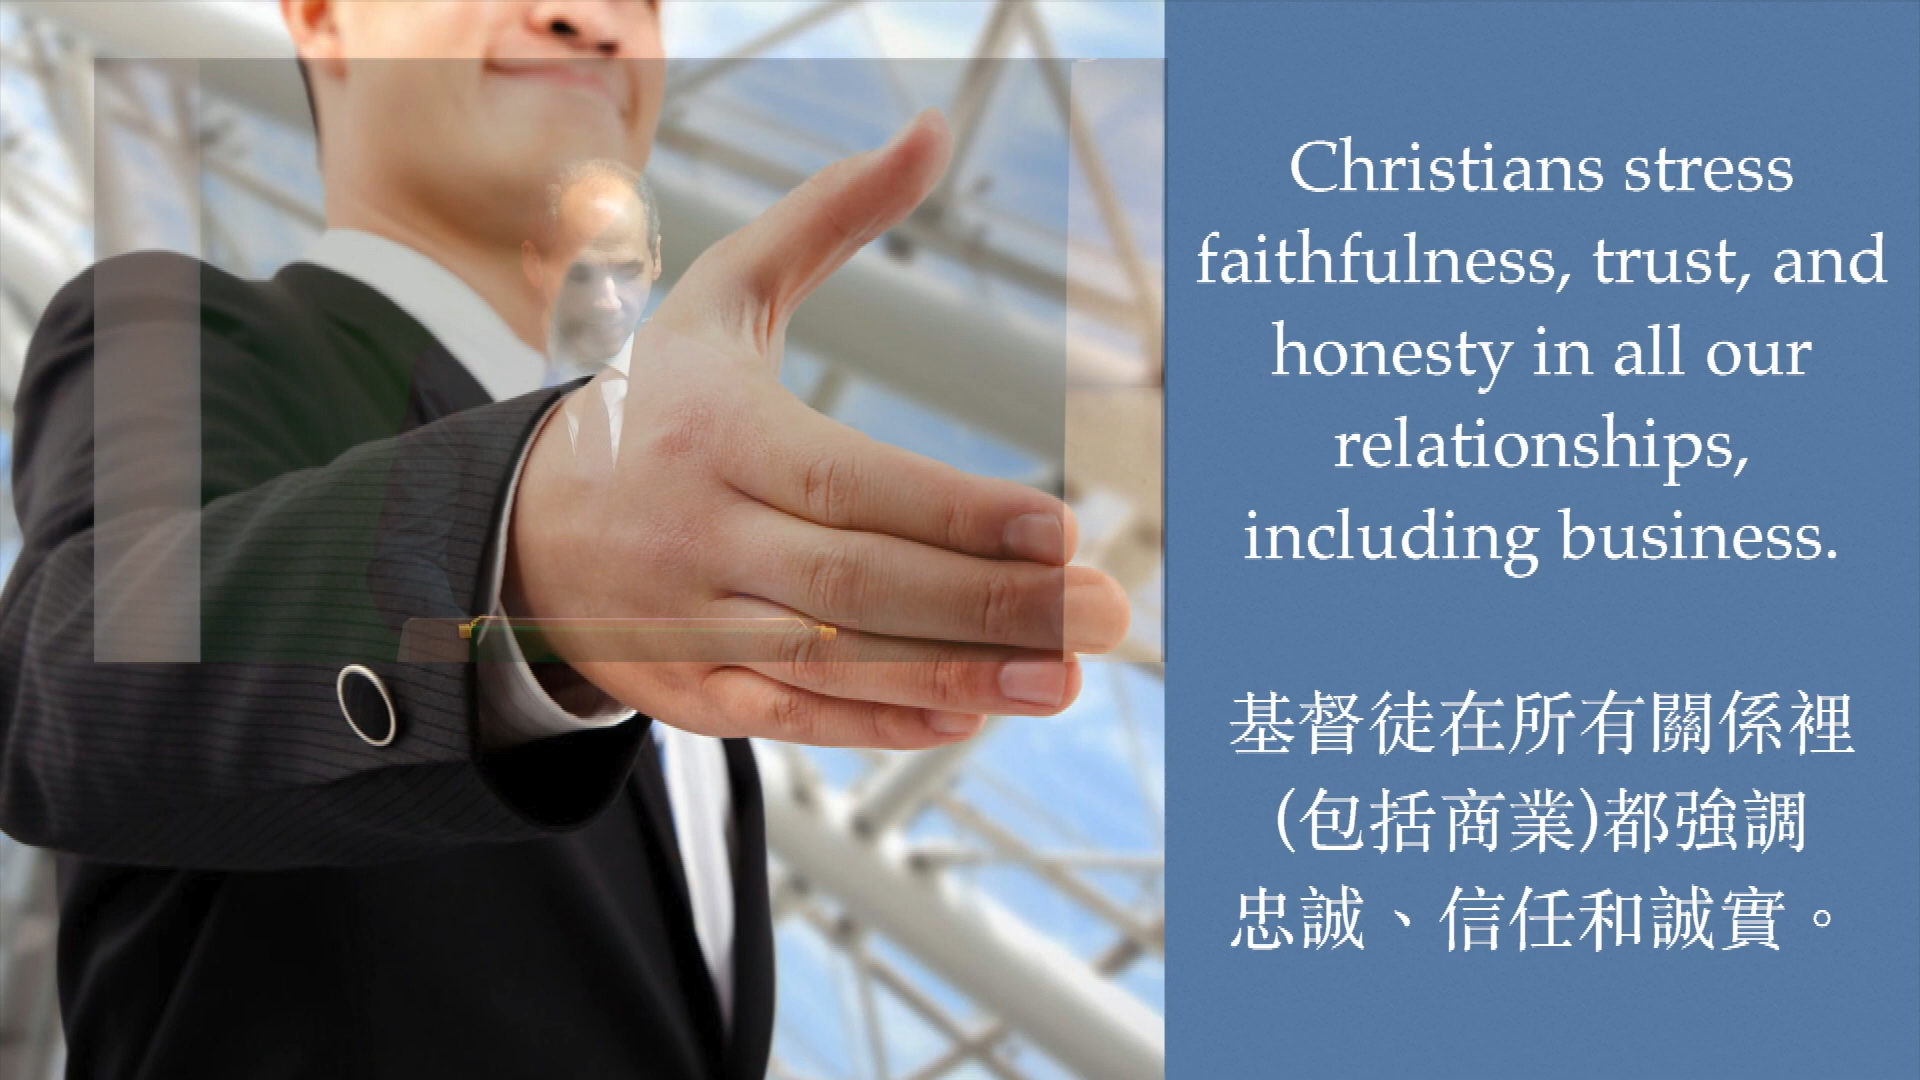 Christians stress
faithfulness, trust, and
honesty in all our
relationships,
including business.
基督徒在所有關係裡
(包括商業)都強調
忠誠、信任和誠實。